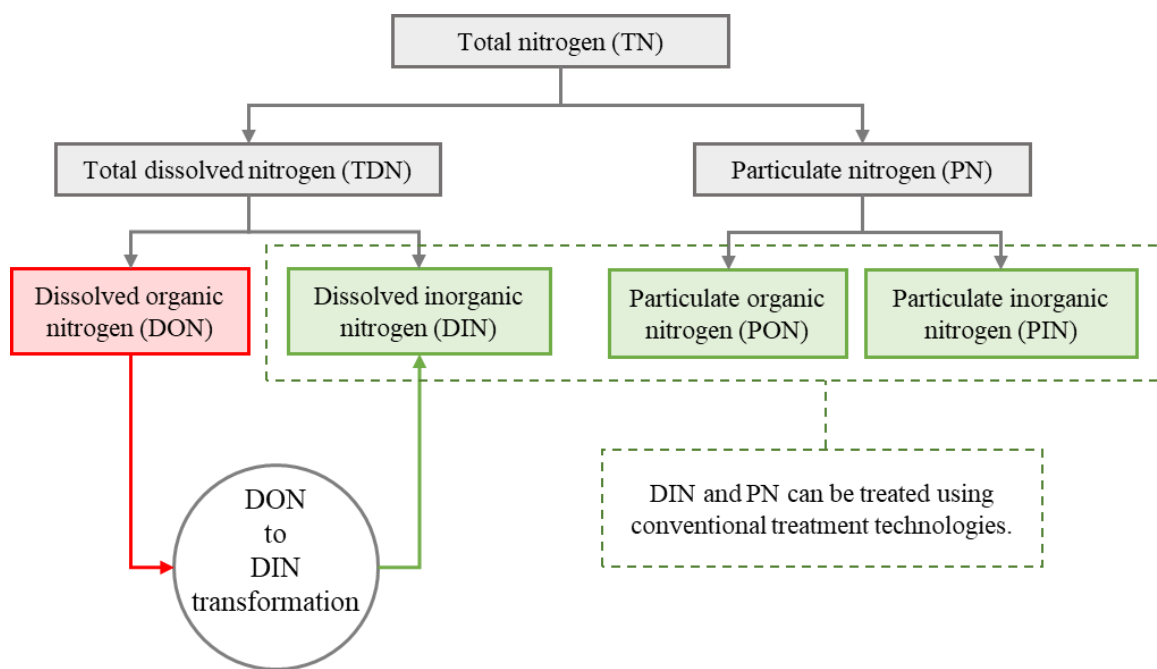 Total nitrogen (TN)
Total dissolved nitrogen (TDN)
Particulate nitrogen (PN)
Dissolved organic
nitrogen (DON)
Dissolved inorganic
nitrogen (DIN)
Particulate organic
nitrogen (PON)
Particulate inorganic
nitrogen (PIN)
DON
to
DIN
transformation
DIN and PN can be treated using
conventional treatment technologies.